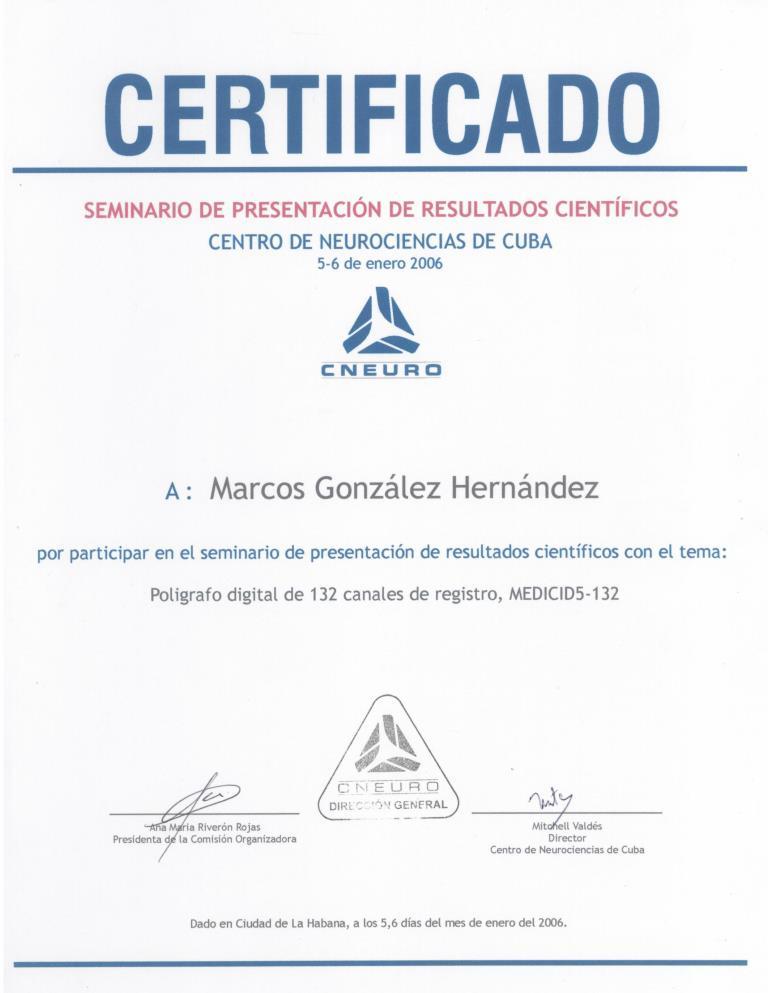 CERTIFICADO
SEMINARIO DE PRESENTACIÓN DE RESULTADOS CIENTÍFICOS
CENTRO DE NEUROCIENCIAS DE CUBA
5-6 de enero 2006
CNEURO
A: Marcos González Hernández
por participar en el seminario de presentación de resultados científicos con el tema:
Poligrafo digital de 132 canales de registro, MEDICID5-132
CNEURO
DIRECCIÓN GENERAL
Ana María Riverón Rojas
Presidenta de la Comisión Organizadora
Mitchell Valdés
Director
Centro de Neurociencias de Cuba
Dado en Ciudad de La Habana, a los 5,6 días del mes de enero del 2006.